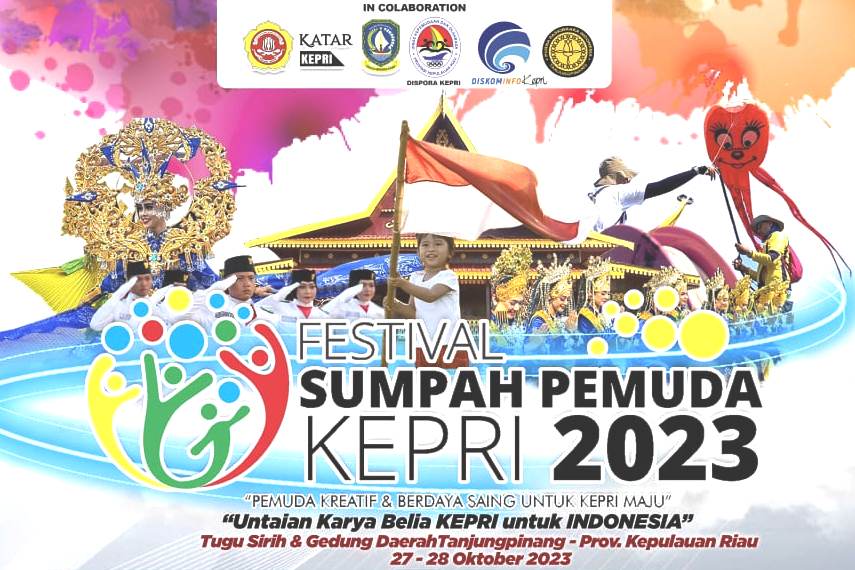 IN COLABORATION
KATAR
KEPRI
DISPORA KEPRI
DISKOMINFO Kepri
FESTIVAL
SUMPAH PEMUDA
KEPRI 2023
"PEMUDA KREATIF & BERDAYA SAING UNTUK KEPRI MAJU"
"Untaian Karya Belia KEPRI untuk INDONESIA"
Tugu Sirih & Gedung DaerahTanjungpinang - Prov. Kepulauan Riau
27 - 28 Oktober 2023